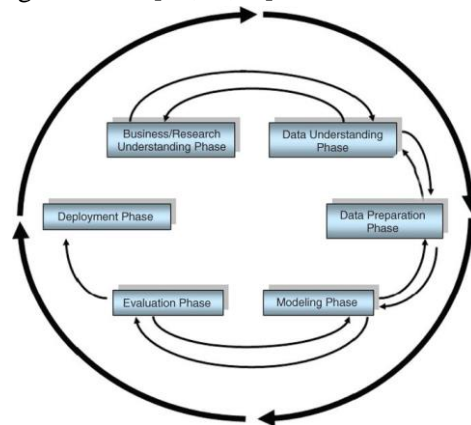 Business/Research
Understanding Phase
Data Understanding
Phase
Deployment Phase
Data Preparation
Phase
Evaluation Phase
Modeling Phase